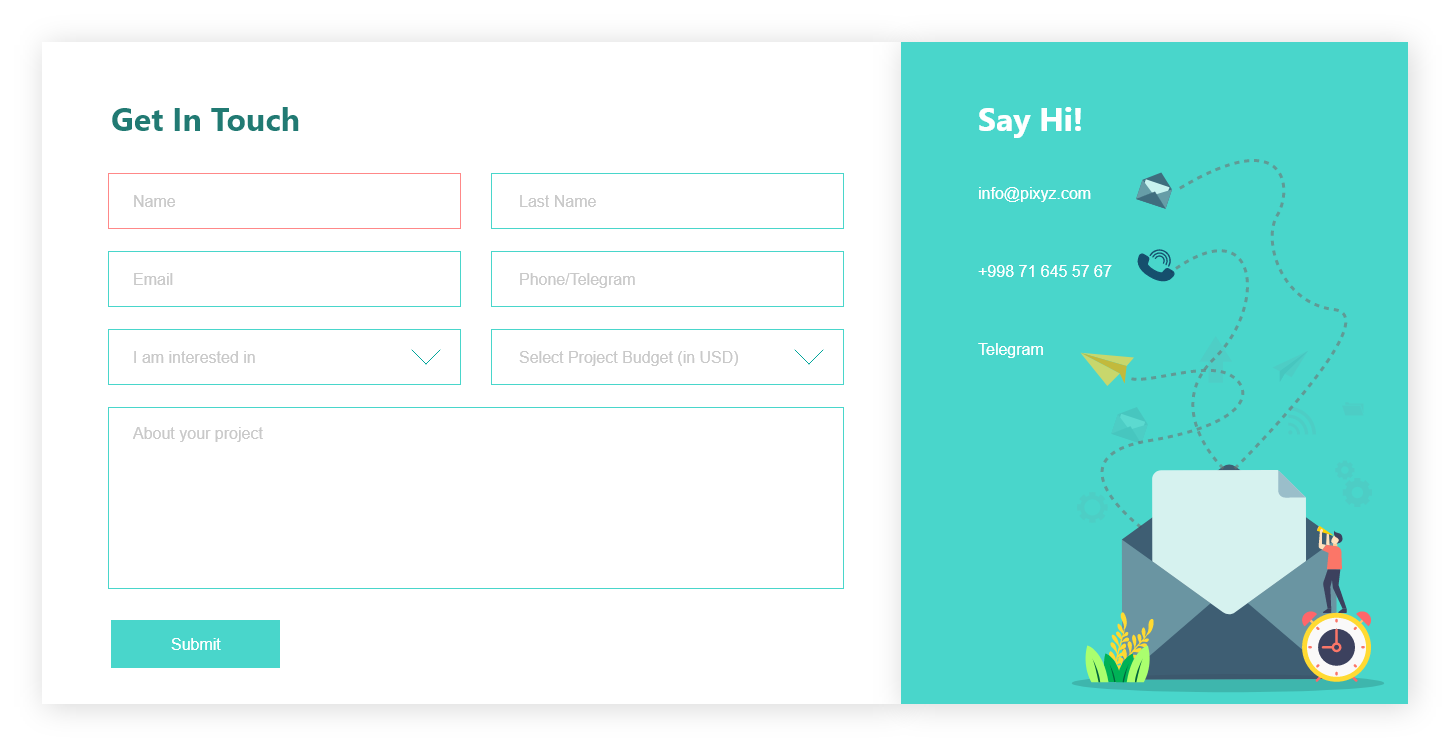 Get In Touch
Name
Last Name
Email
Phone/Telegram
I am interested in
Select Project Budget (in USD)
About your project
Submit
Say Hi!
info@pixyz.com
+998 71 645 57 67
Telegram